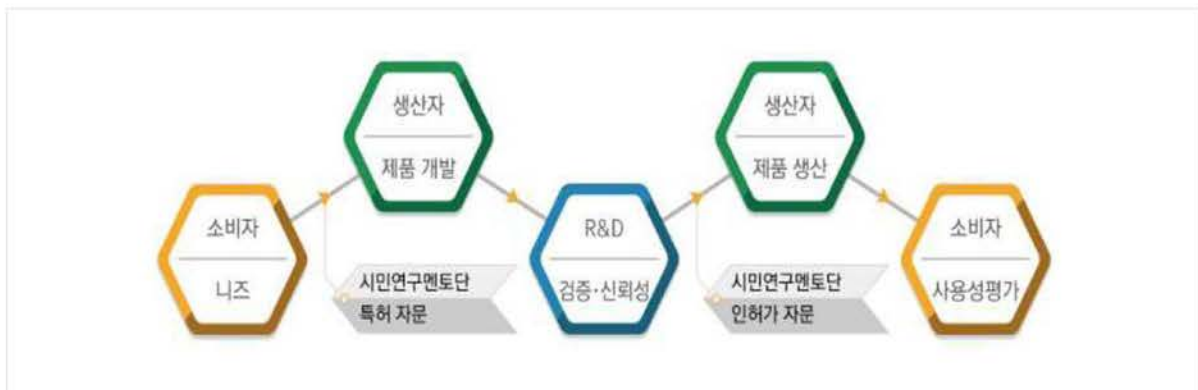 소비자
니즈
생산자
제품 개발
시민연구멘토단
특허 자문
R&D
검증·신뢰성
생산자
제품 생산
시민연구멘토단
인허가 자문
소비자
사용성평가